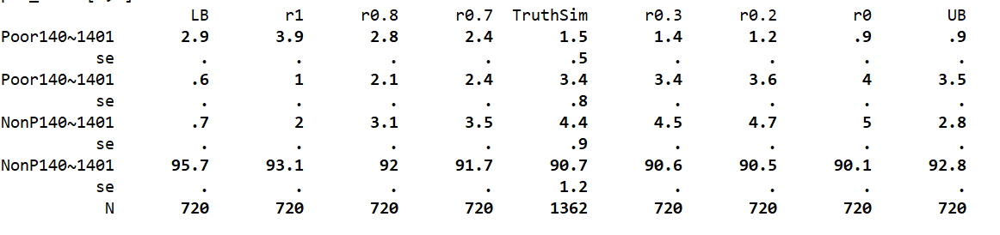 LB r1 r0.8 r0.7 TruthSim r0.3 r0.2 r0 UB
Poor140~1401 2.9 3.9 2.8 2.4 1.5 1.4 1.2 .9 .9
se . . . . .5 . . . .
Poor140~1401 .6 1 2.1 2.4 3.4 3.4 3.6 4 3.5
se . . . . .8 . . . .
NonP140~1401 .7 2 3.1 3.5 4.4 4.5 4.7 5 2.8
se . . . . .9 . . . .
NonP140~1401 95.7 93.1 92 91.7 90.7 90.6 90.5 90.1 92.8
se . . . . 1.2 . . . .
N 720 720 720 720 1362 720 720 720 720